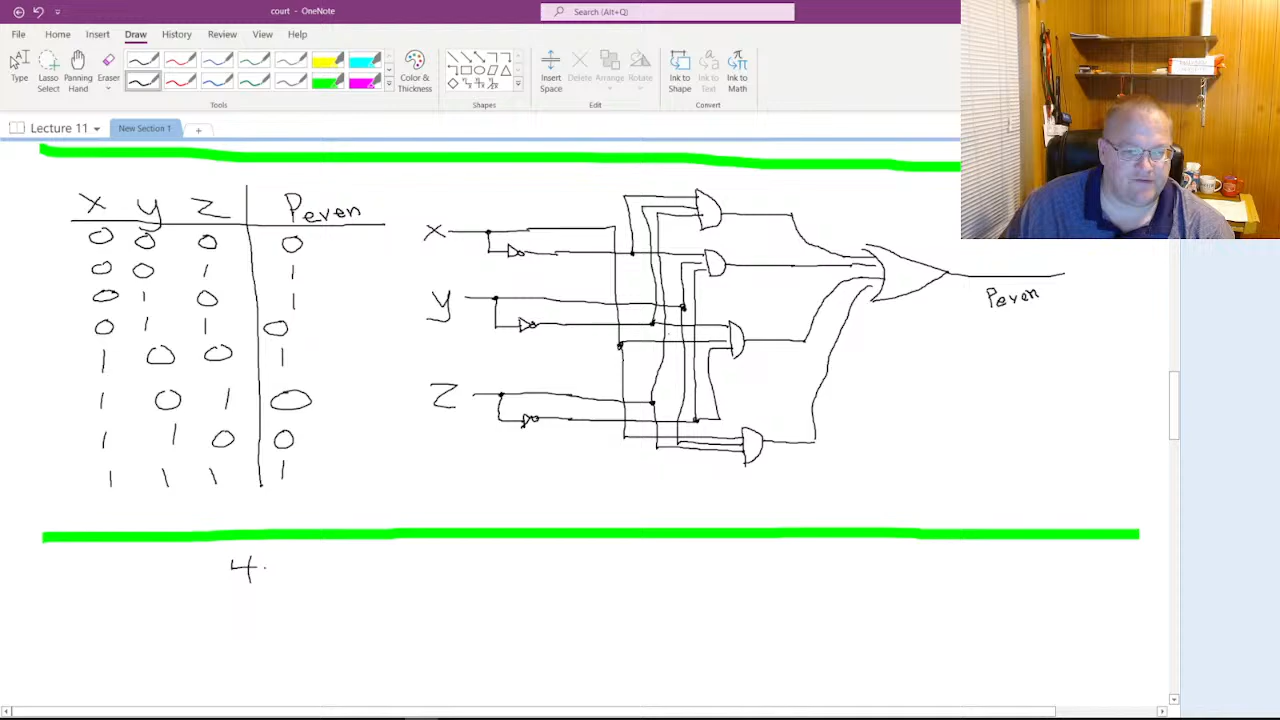 court - OneNote
Search (Alt+Q)
File Home Insert Draw History Review View Help
Type Lasso Select Panning Hand Eraser Color & Thickness Insert Space Delete Arrange Rotate Ink to Shape Ink to Text Ink to Math
Tools Shapes Edit Convert
Lecture 11 New Section 1 +
X Y Z Peven
0 0 0 0
0 0 1 1
0 1 0 1
0 1 1 0
1 0 0 1
1 0 1 0
1 1 0 0
1 1 1 1
X
Y
Z
Peven
4.